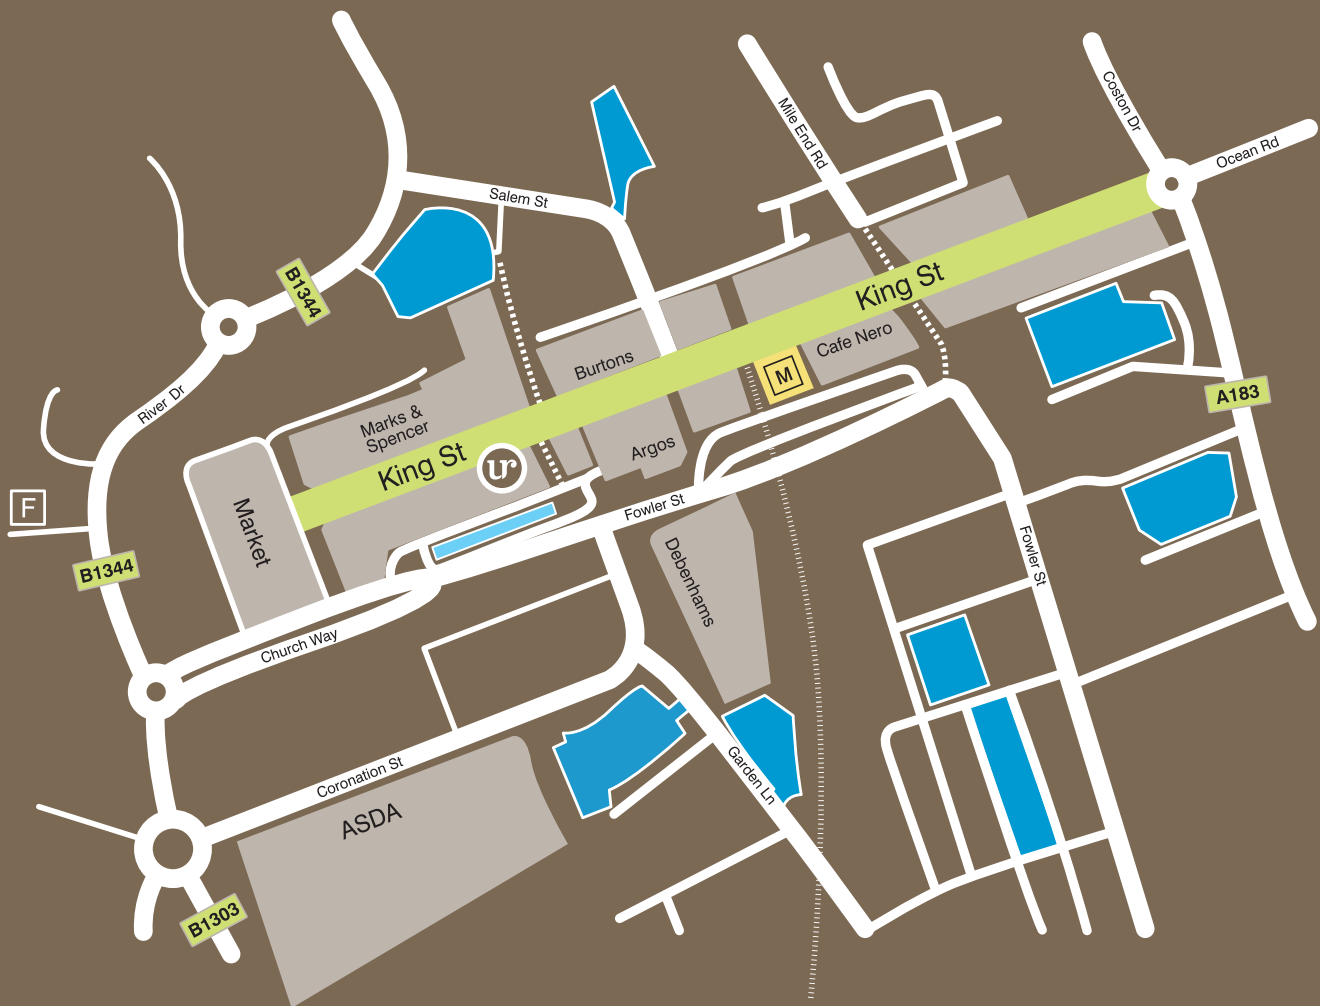 Coston Dr
Mile End Rd
Ocean Rd
Salem St
B1344
King St
Cafe Nero
Burtons
M
River Dr
A183
Marks &
Spencer
King St
ur
Argos
F
Market
Fowler St
Fowler St
B1344
Debenhams
Church Way
Garden Ln
Coronation St
ASDA
B1303